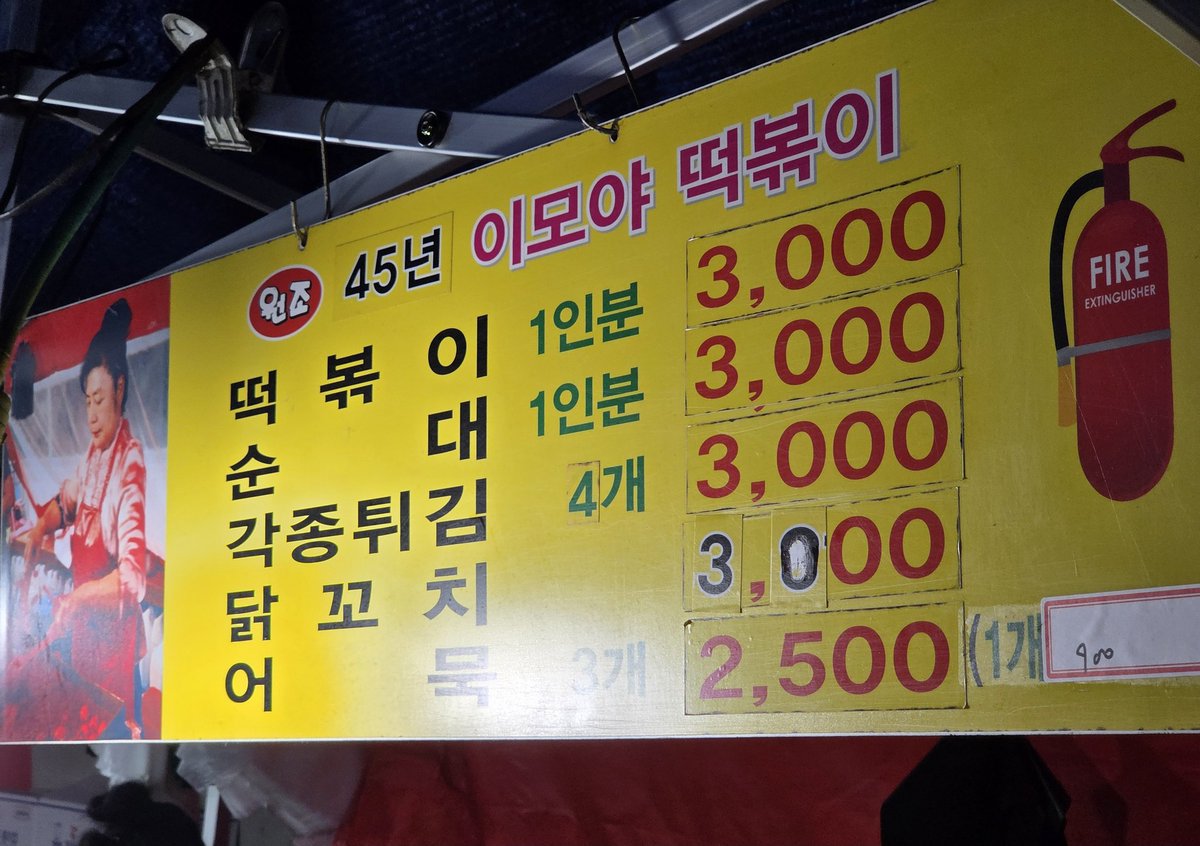 원조 45년 이모야 떡볶이
떡볶이 1인분 3,000
순대 1인분 3,000
각종튀김 4개 3,000
닭꼬치 3,000
어묵 3개 2,500 (1개 900
FIRE
EXTINGUISHER